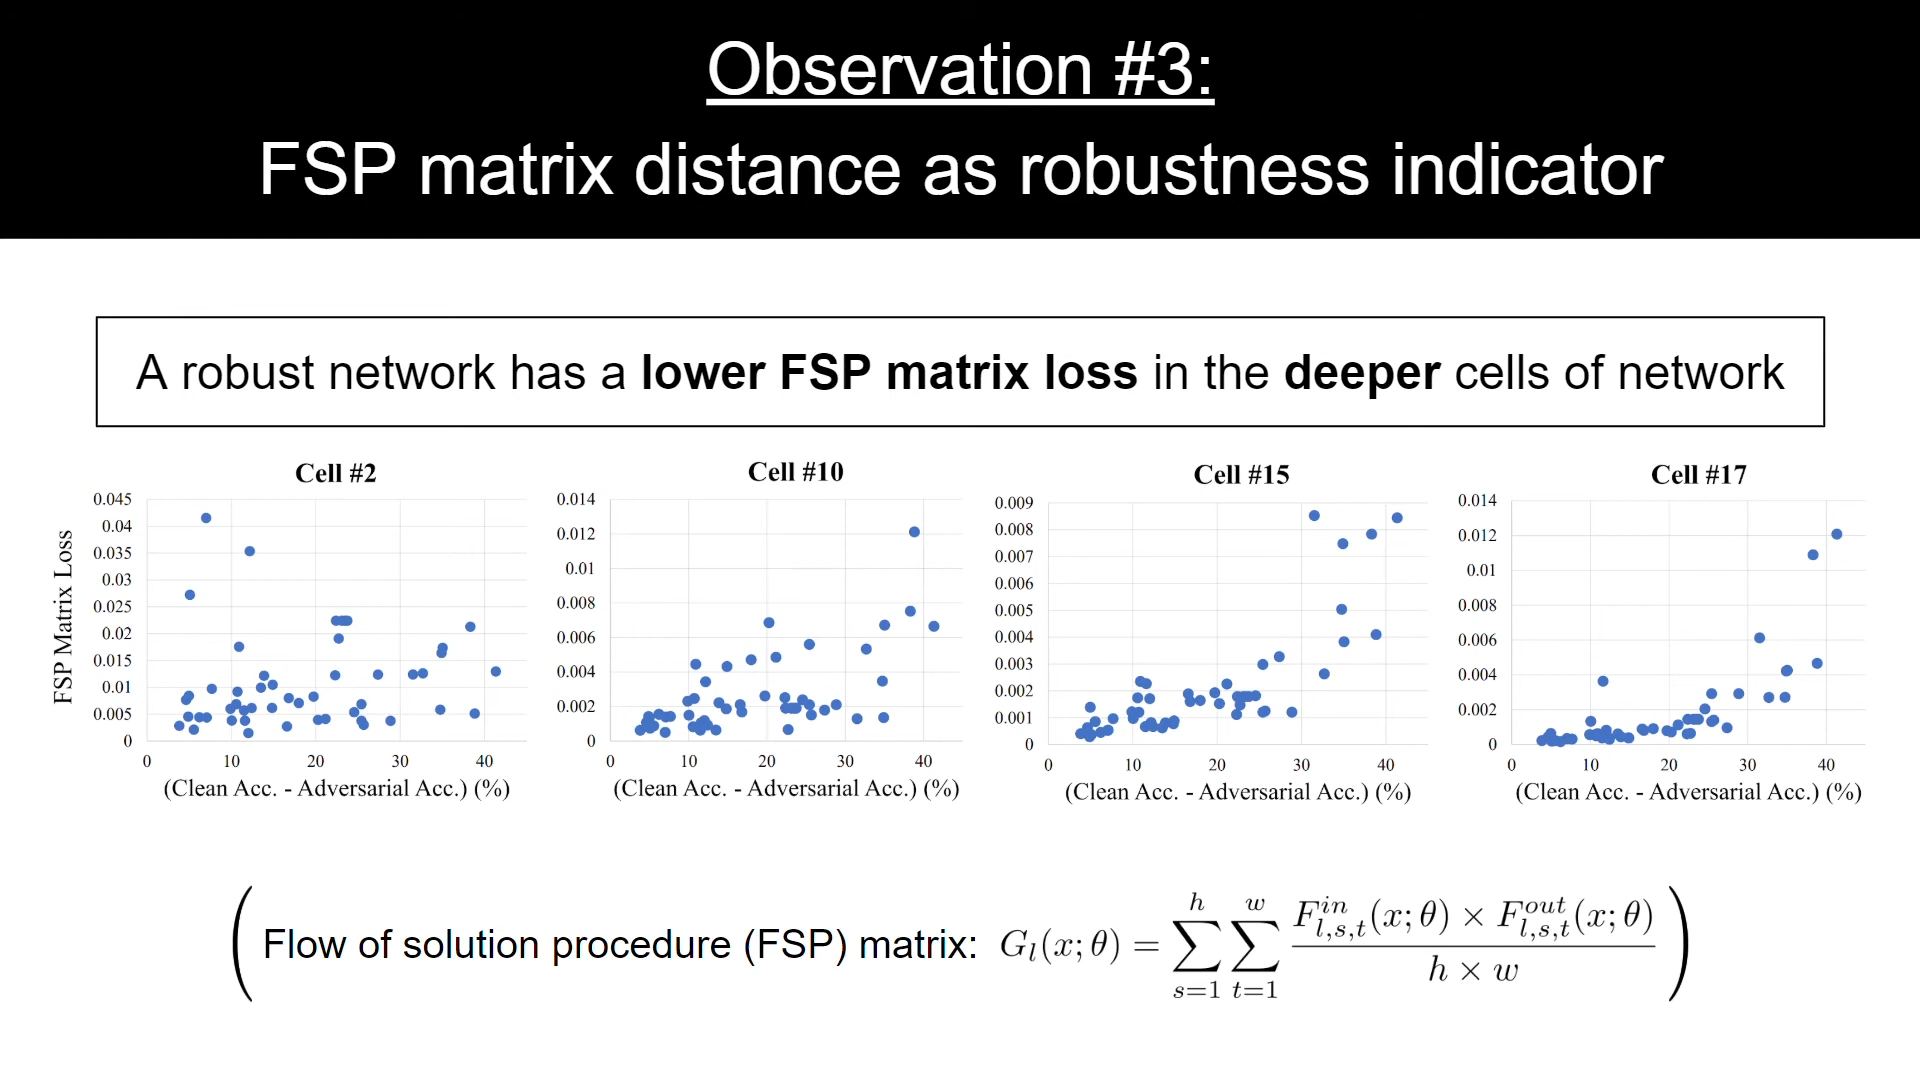 Observation #3:
FSP matrix distance as robustness indicator
A robust network has a lower FSP matrix loss in the deeper cells of network
FSP Matrix Loss
Cell #2
0.045
0.04
0.035
0.03
0.025
0.02
0.015
0.01
0.005
0
0 10 20 30 40
(Clean Acc. - Adversarial Acc.) (%)
Cell #10
0.014
0.012
0.01
0.008
0.006
0.004
0.002
0
0 10 20 30 40
(Clean Acc. - Adversarial Acc.) (%)
Cell #15
0.009
0.008
0.007
0.006
0.005
0.004
0.003
0.002
0.001
0
0 10 20 30 40
(Clean Acc. - Adversarial Acc.) (%)
Cell #17
0.014
0.012
0.01
0.008
0.006
0.004
0.002
0
0 10 20 30 40
(Clean Acc. - Adversarial Acc.) (%)
( Flow of solution procedure (FSP) matrix: G_l(x; θ) = ∑_{s=1}^{h} ∑_{t=1}^{w} \frac{F^{in}_{l,s,t}(x; θ) × F^{out}_{l,s,t}(x; θ)}{h × w} )